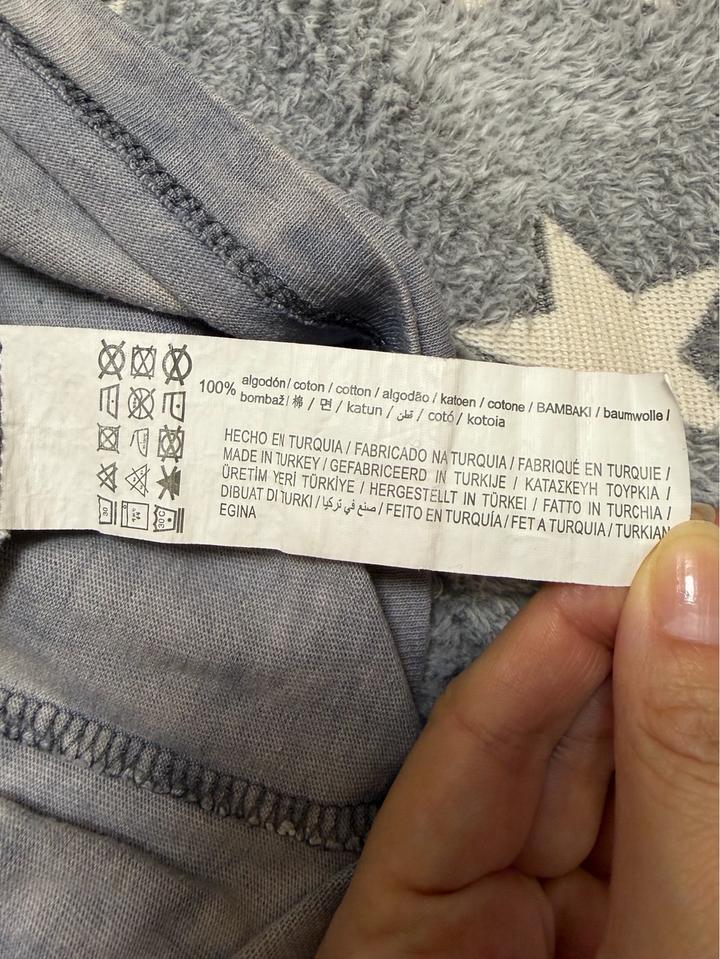 100% algodón / coton / cotton / algodão / katoen / cotone / BAMBAKI / baumwolle /
bombaž / 棉 / 면 / katun / قطن / cotó / kotoia
HECHO EN TURQUIA / FABRICADO NA TURQUIA / FABRIQUÉ EN TURQUIE /
MADE IN TURKEY / GEFABRICEERD IN TURKIJE / ΚΑΤΑΣΚΕΥΗ ΤΟΥΡΚΙΑ /
ÜRETİM YERİ TÜRKİYE / HERGESTELLT IN TÜRKEI / FATTO IN TURCHIA /
DIBUAT DI TURKI / صنع في تركيا / FEITO EN TURQUÍA / FET A TURQUIA / TURKIAN
EGINA
30
30°C